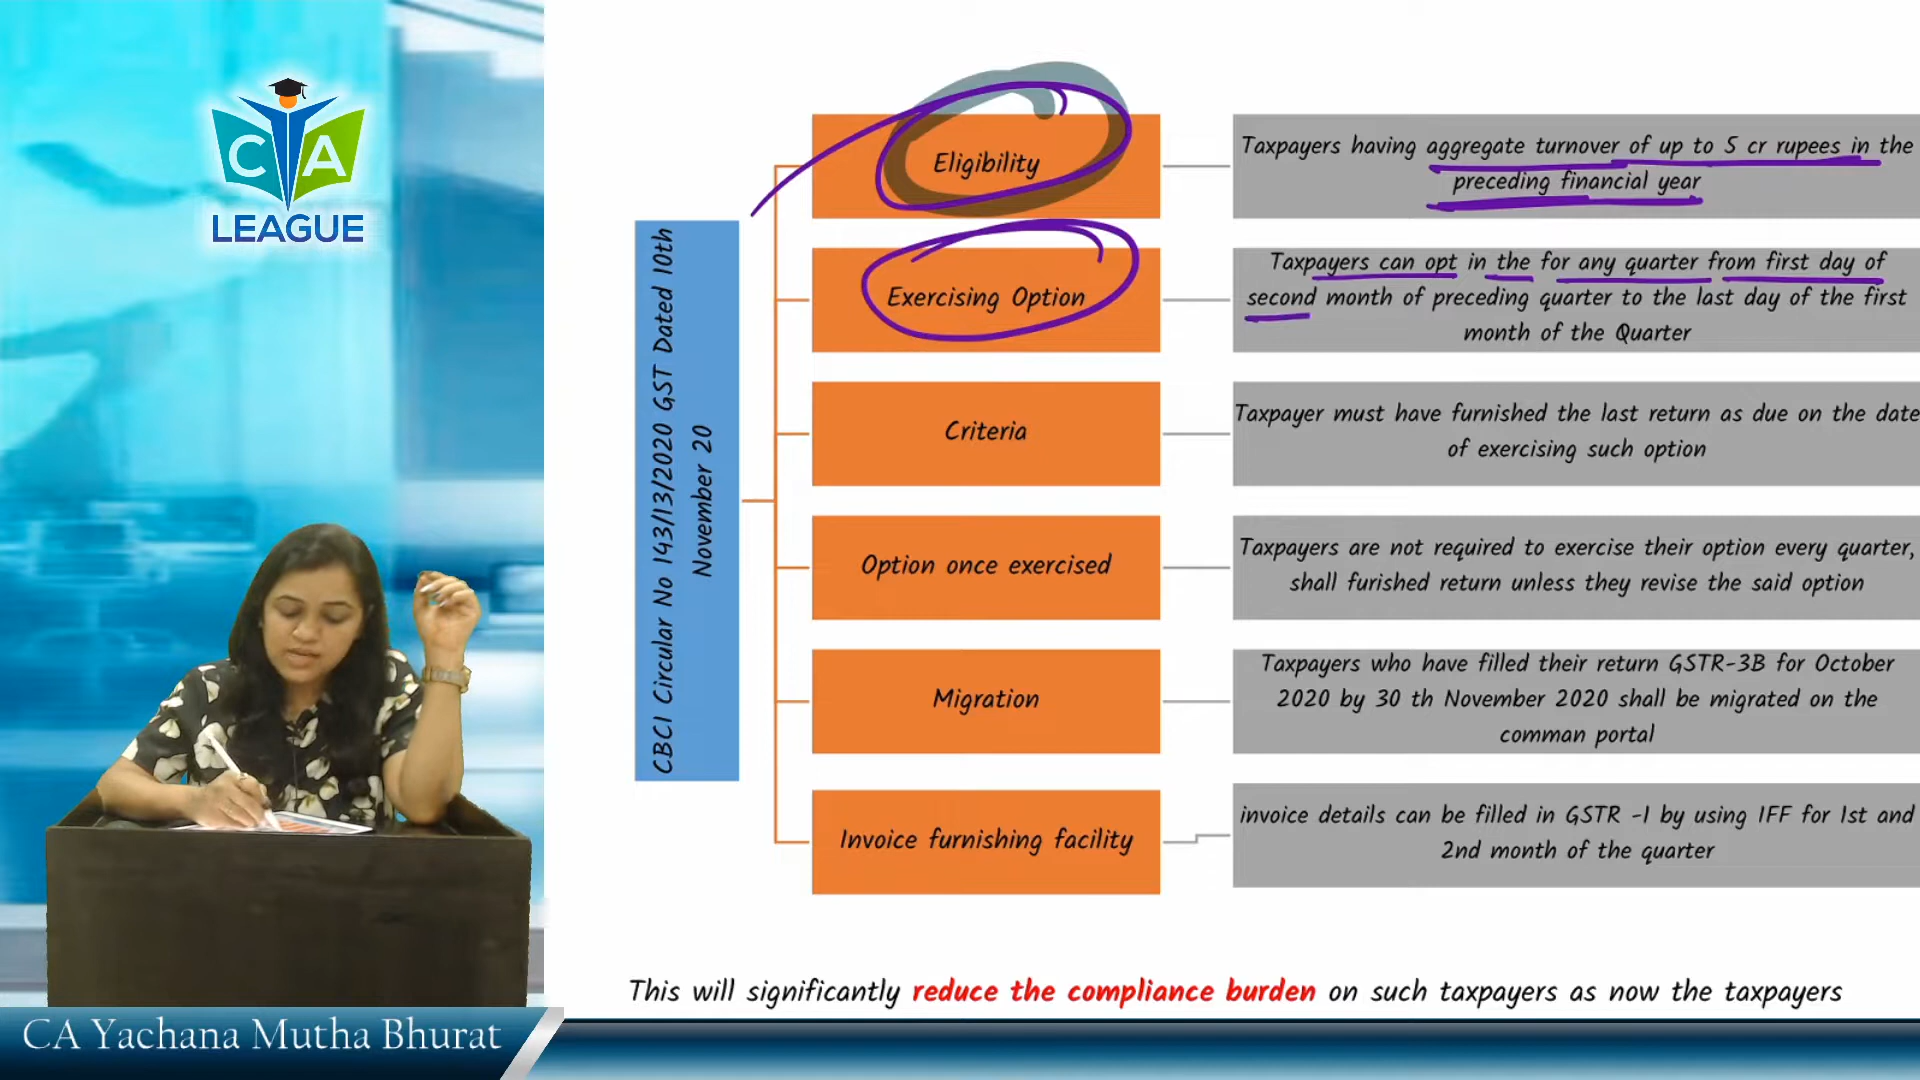 CA
LEAGUE
CBCI Circular No 143/13/2020 GST Dated 10th
November 20
Eligibility
Taxpayers having aggregate turnover of up to 5 cr rupees in the
preceding financial year
Exercising Option
Taxpayers can opt in the for any quarter from first day of
second month of preceding quarter to the last day of the first
month of the Quarter
Criteria
Taxpayer must have furnished the last return as due on the date
of exercising such option
Option once exercised
Taxpayers are not required to exercise their option every quarter,
shall furished return unless they revise the said option
Migration
Taxpayers who have filled their return GSTR-3B for October
2020 by 30 th November 2020 shall be migrated on the
comman portal
Invoice furnishing facility
invoice details can be filled in GSTR -1 by using IFF for 1st and
2nd month of the quarter
This will significantly reduce the compliance burden on such taxpayers as now the taxpayers
CA Yachana Mutha Bhurat